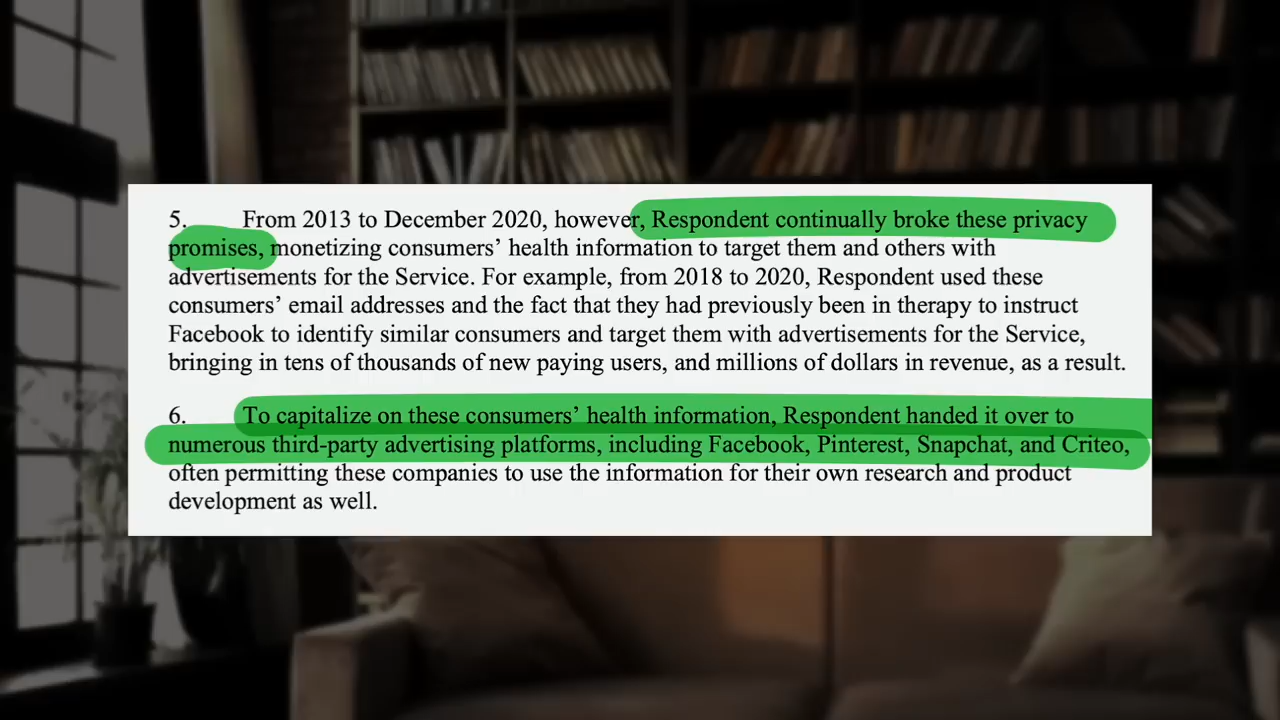 5. From 2013 to December 2020, however, Respondent continually broke these privacy
promises, monetizing consumers’ health information to target them and others with
advertisements for the Service. For example, from 2018 to 2020, Respondent used these
consumers’ email addresses and the fact that they had previously been in therapy to instruct
Facebook to identify similar consumers and target them with advertisements for the Service,
bringing in tens of thousands of new paying users, and millions of dollars in revenue, as a result.
6. To capitalize on these consumers’ health information, Respondent handed it over to
numerous third-party advertising platforms, including Facebook, Pinterest, Snapchat, and Criteo,
often permitting these companies to use the information for their own research and product
development as well.